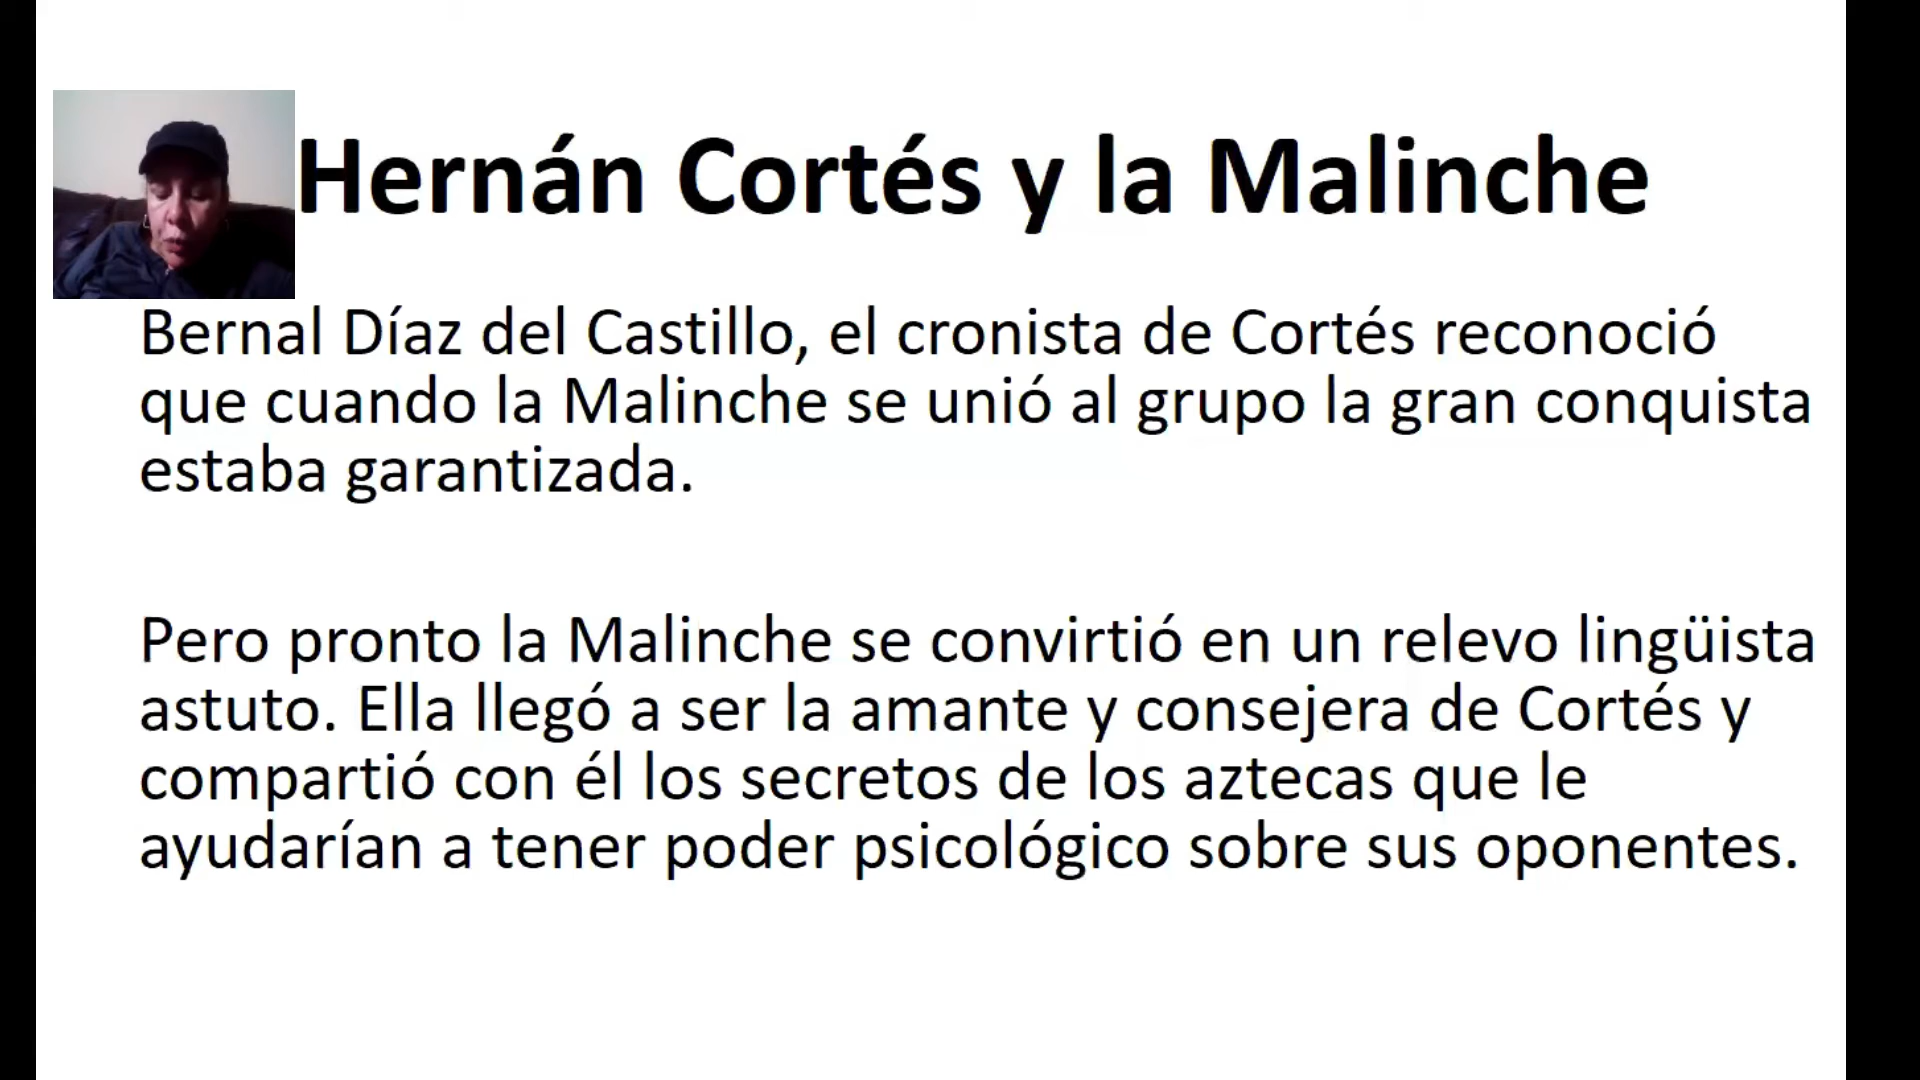 Hernán Cortés y la Malinche
Bernal Díaz del Castillo, el cronista de Cortés reconoció
que cuando la Malinche se unió al grupo la gran conquista
estaba garantizada.
Pero pronto la Malinche se convirtió en un relevo lingüista
astuto. Ella llegó a ser la amante y consejera de Cortés y
compartió con él los secretos de los aztecas que le
ayudarían a tener poder psicológico sobre sus oponentes.